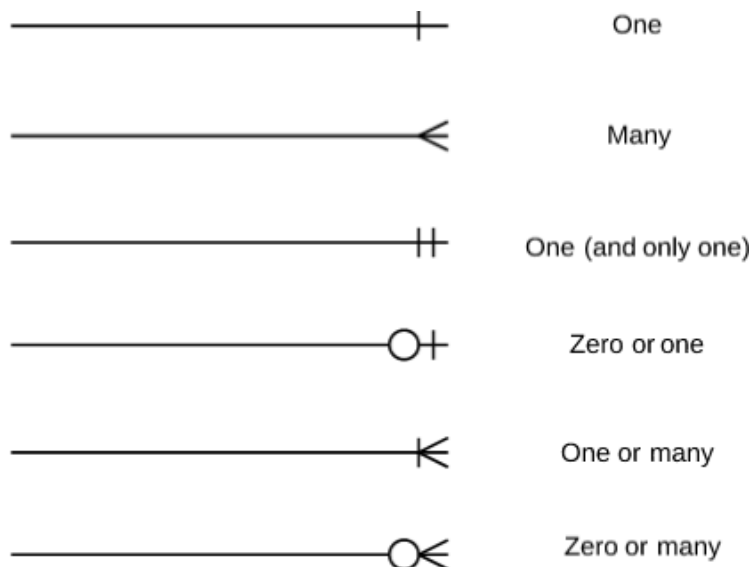 One
Many
One (and only one)
Zero or one
One or many
Zero or many